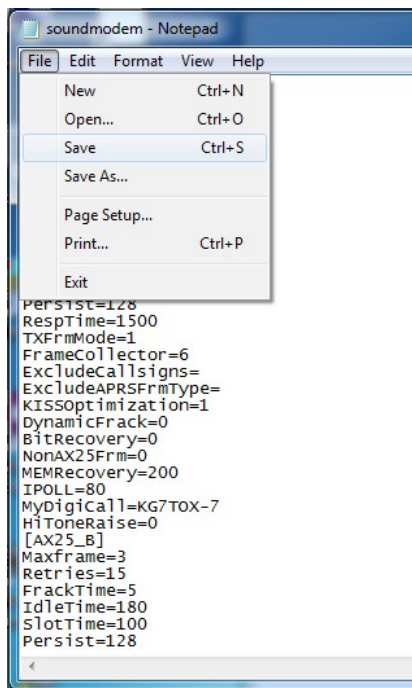 soundmodem - Notepad
File Edit Format View Help
New Ctrl+N
Open... Ctrl+O
Save Ctrl+S
Save As...
Page Setup...
Print... Ctrl+P
Exit
Persist=128
RespTime=1500
TXFrmMode=1
FrameCollector=6
ExcludeCallsigns=
ExcludeAPRSFrmType=
KISSOptimization=1
DynamicFrack=0
BitRecovery=0
NonAX25Frm=0
MEMRecovery=200
IPOLL=80
MyDigiCall=KG7TOX-7
HiToneRaise=0
[AX25_B]
Maxframe=3
Retries=15
FrackTime=5
IdleTime=180
SlotTime=100
Persist=128